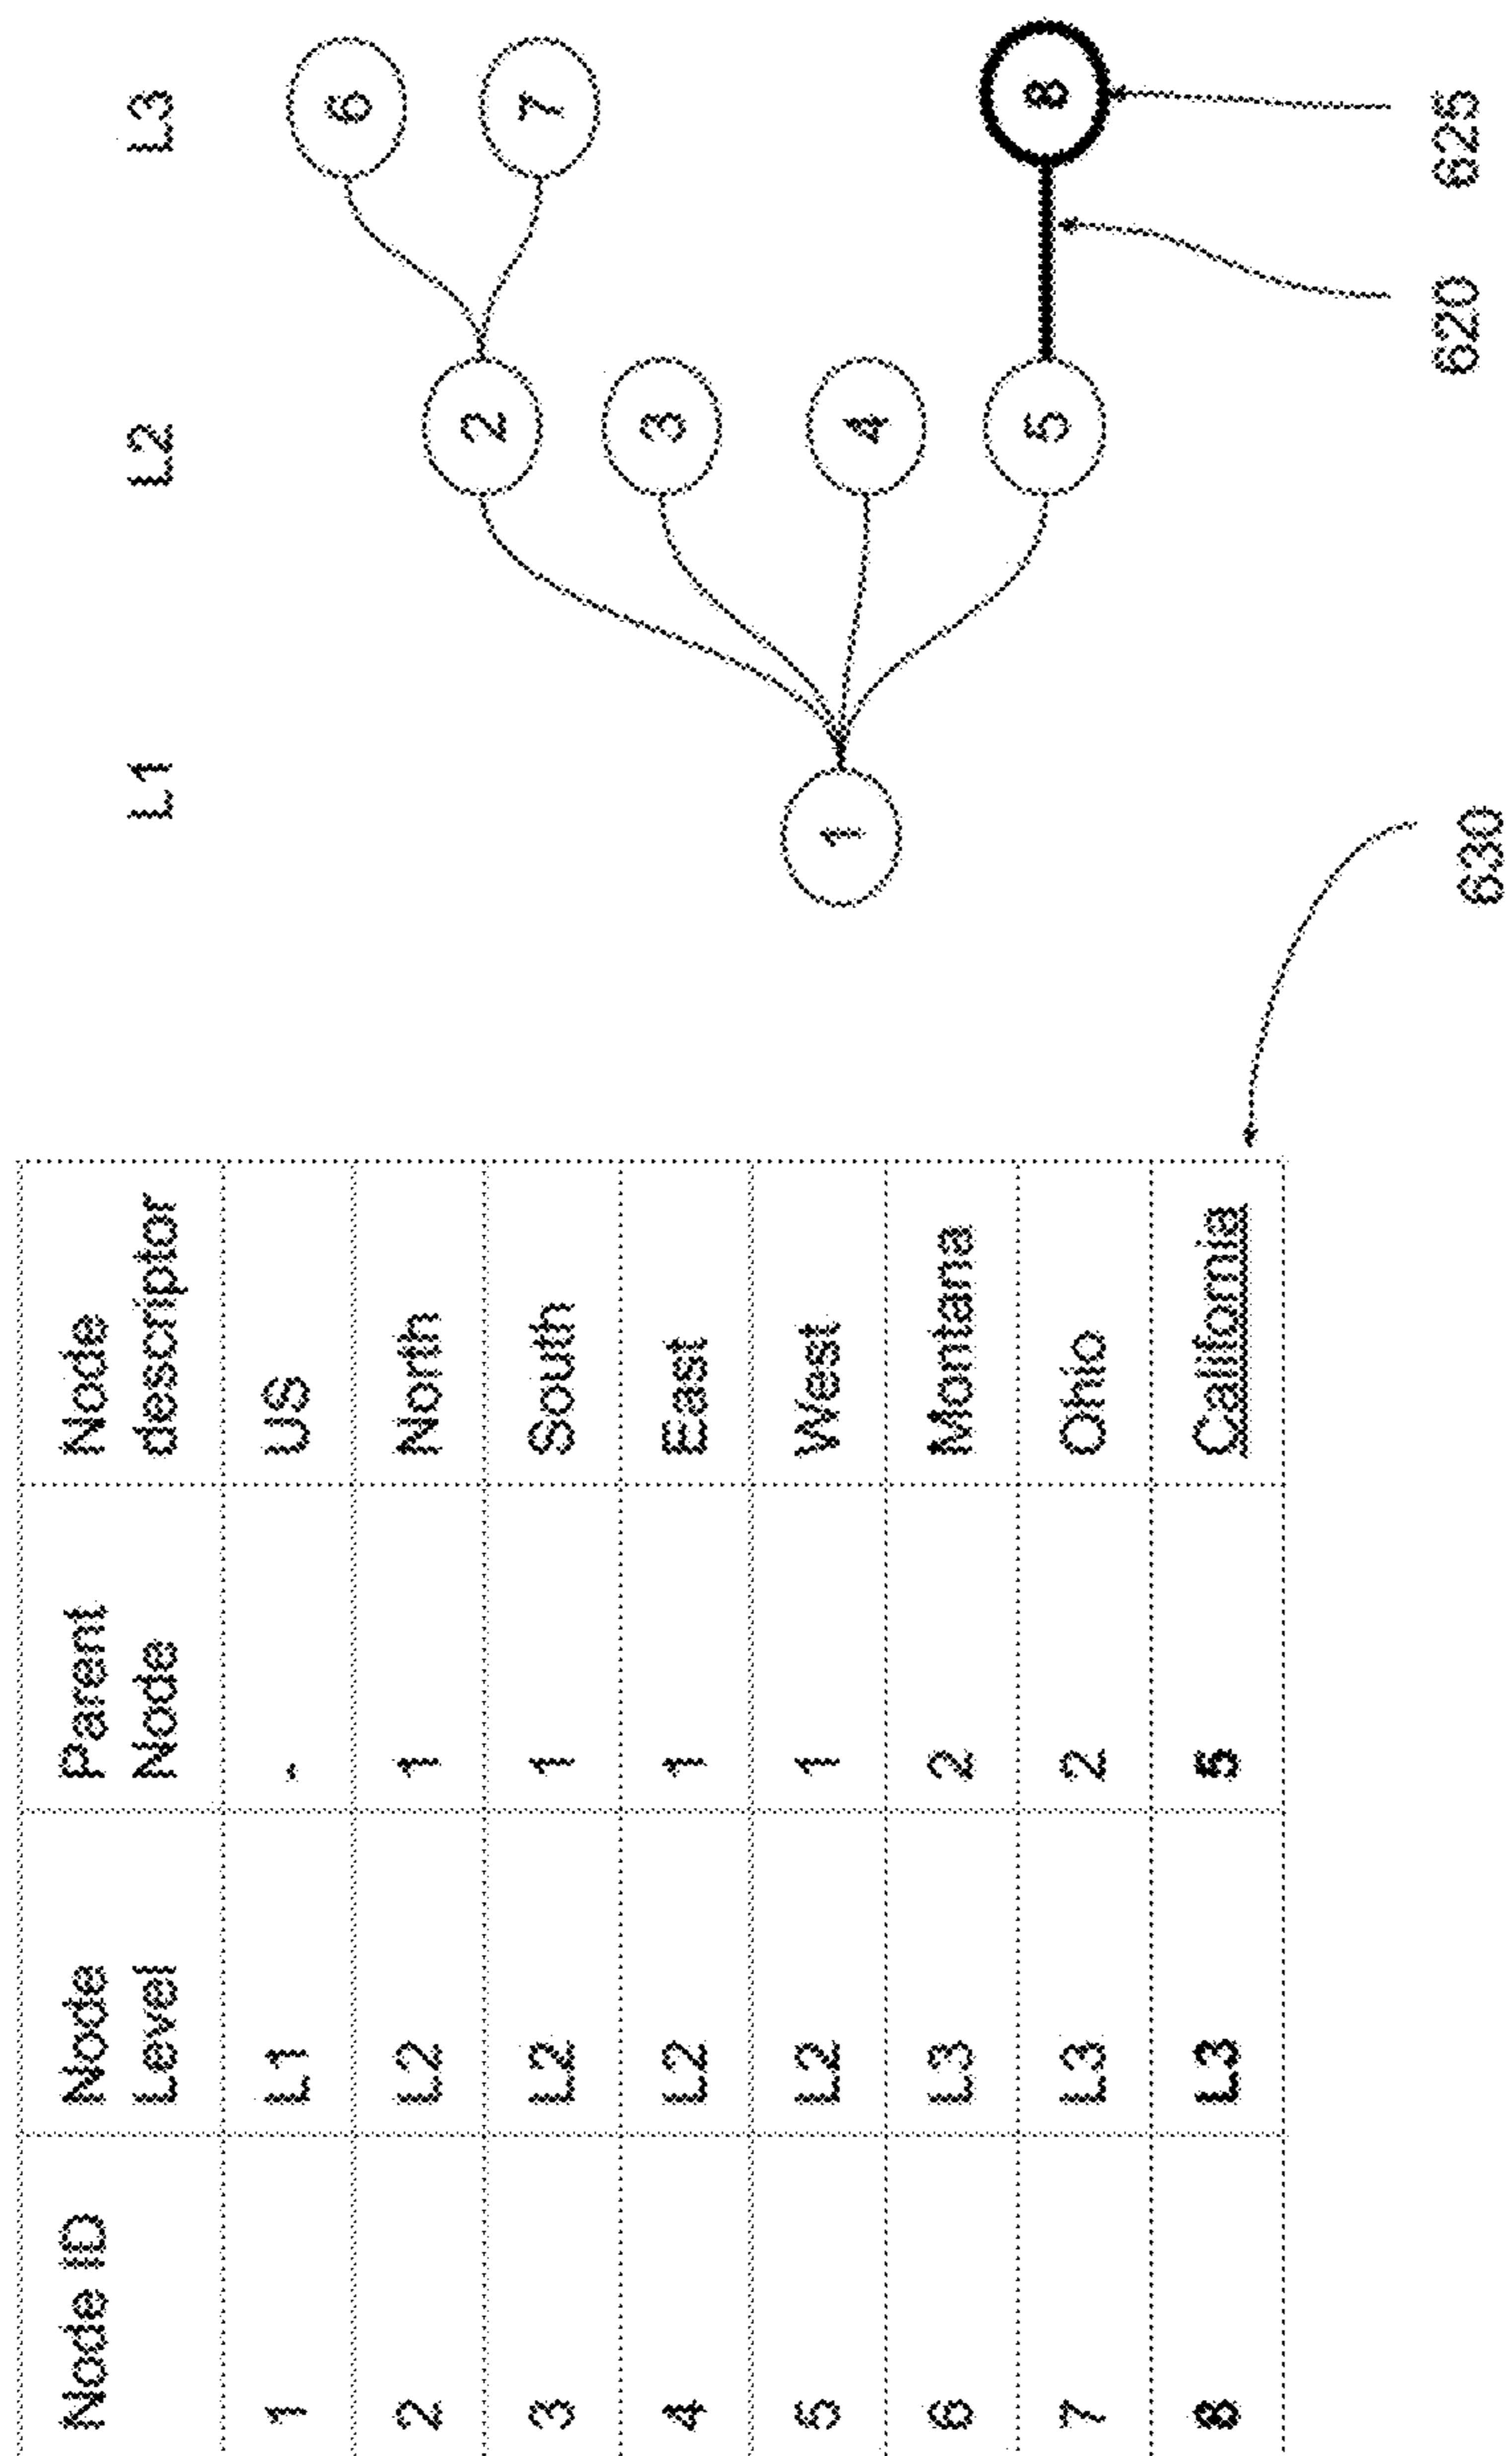 Node ID Node Level Parent Node Node descriptor
1 L1 - US
2 L2 1 North
3 L2 1 South
4 L2 1 East
5 L2 1 West
6 L3 2 Montana
7 L3 2 Ohio
8 L3 5 California
630
L1 L2 L3
6
7
2
3
4
1
5
8
620
625